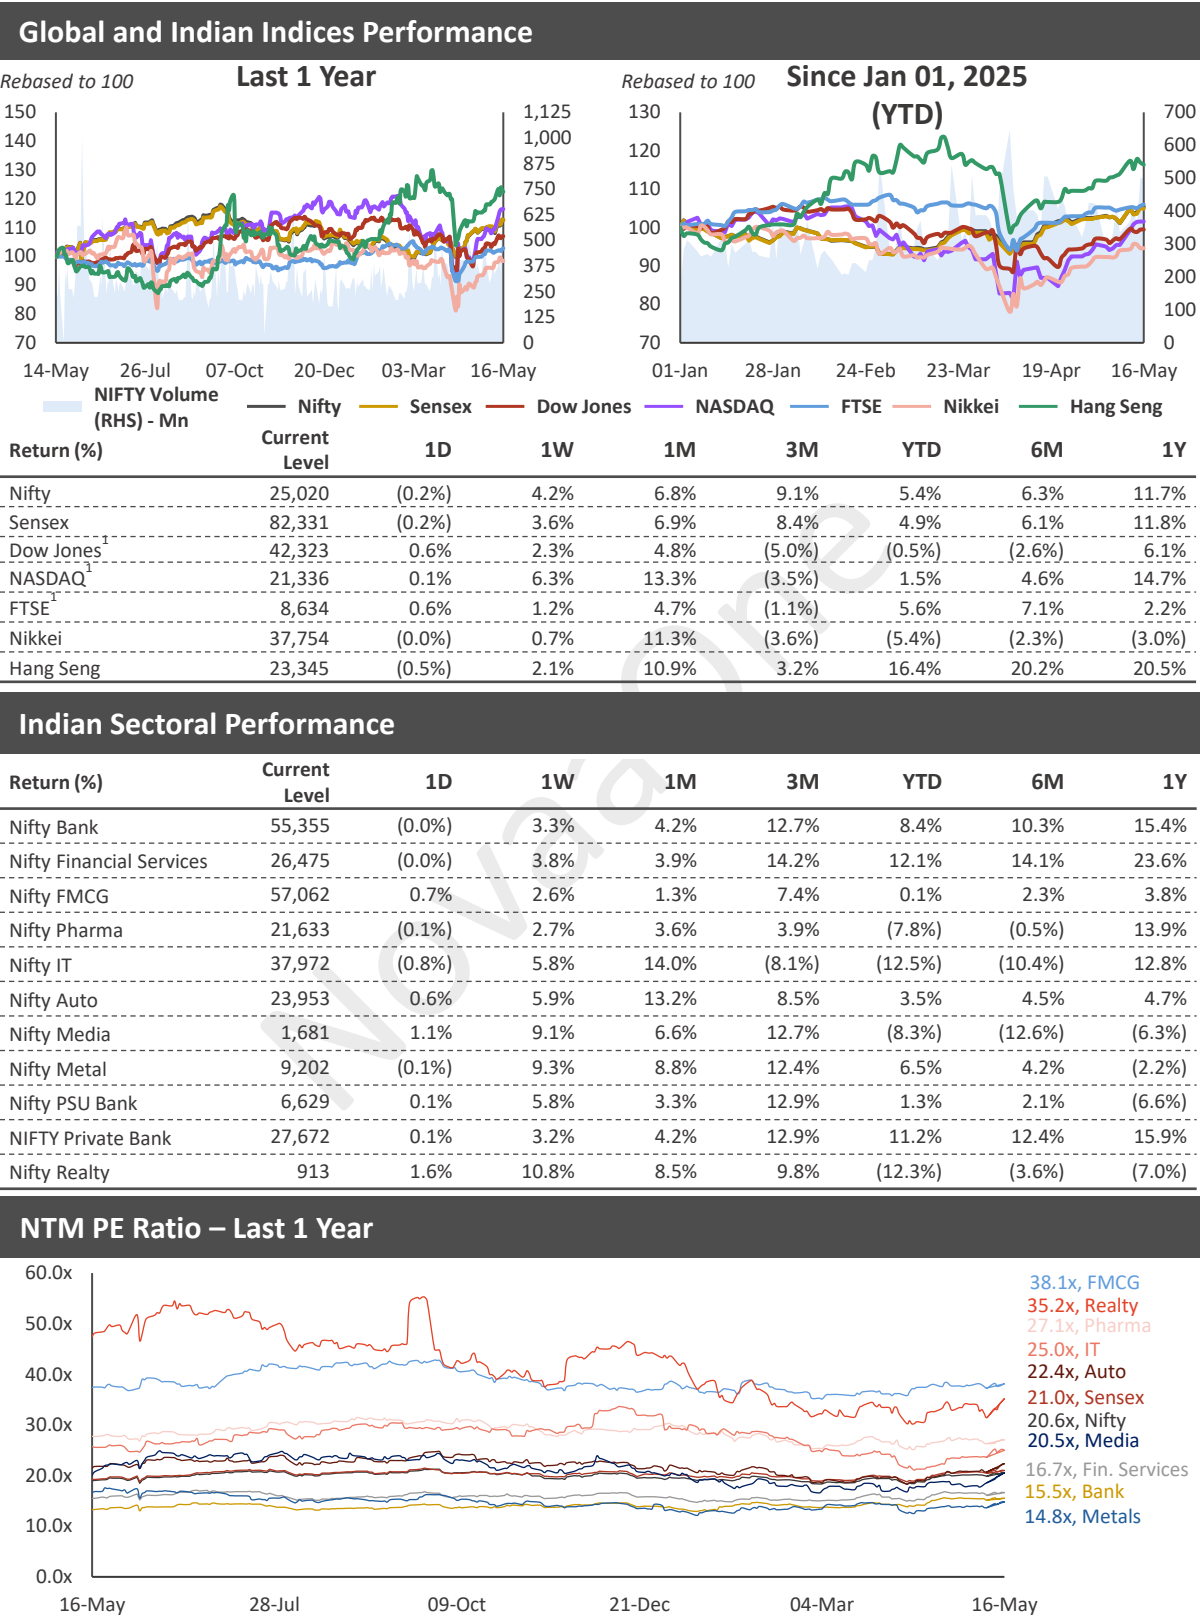 Global and Indian Indices Performance
Rebased to 100
Last 1 Year
150
140
130
120
110
100
90
80
70
1,125
1,000
875
750
625
500
375
250
125
0
14-May 26-Jul 07-Oct 20-Dec 03-Mar 16-May
Rebased to 100
Since Jan 01, 2025
(YTD)
130
120
110
100
90
80
70
700
600
500
400
300
200
100
0
01-Jan 28-Jan 24-Feb 23-Mar 19-Apr 16-May
NIFTY Volume
(RHS) - Mn
Nifty Sensex Dow Jones NASDAQ FTSE Nikkei Hang Seng
Return (%) Current Level 1D 1W 1M 3M YTD 6M 1Y
Nifty 25,020 (0.2%) 4.2% 6.8% 9.1% 5.4% 6.3% 11.7%
Sensex 82,331 (0.2%) 3.6% 6.9% 8.4% 4.9% 6.1% 11.8%
Dow Jones1 42,323 0.6% 2.3% 4.8% (5.0%) (0.5%) (2.6%) 6.1%
NASDAQ1 21,336 0.1% 6.3% 13.3% (3.5%) 1.5% 4.6% 14.7%
FTSE1 8,634 0.6% 1.2% 4.7% (1.1%) 5.6% 7.1% 2.2%
Nikkei 37,754 (0.0%) 0.7% 11.3% (3.6%) (5.4%) (2.3%) (3.0%)
Hang Seng 23,345 (0.5%) 2.1% 10.9% 3.2% 16.4% 20.2% 20.5%
NovaaOne
Indian Sectoral Performance
Return (%) Current Level 1D 1W 1M 3M YTD 6M 1Y
Nifty Bank 55,355 (0.0%) 3.3% 4.2% 12.7% 8.4% 10.3% 15.4%
Nifty Financial Services 26,475 (0.0%) 3.8% 3.9% 14.2% 12.1% 14.1% 23.6%
Nifty FMCG 57,062 0.7% 2.6% 1.3% 7.4% 0.1% 2.3% 3.8%
Nifty Pharma 21,633 (0.1%) 2.7% 3.6% 3.9% (7.8%) (0.5%) 13.9%
Nifty IT 37,972 (0.8%) 5.8% 14.0% (8.1%) (12.5%) (10.4%) 12.8%
Nifty Auto 23,953 0.6% 5.9% 13.2% 8.5% 3.5% 4.5% 4.7%
Nifty Media 1,681 1.1% 9.1% 6.6% 12.7% (8.3%) (12.6%) (6.3%)
Nifty Metal 9,202 (0.1%) 9.3% 8.8% 12.4% 6.5% 4.2% (2.2%)
Nifty PSU Bank 6,629 0.1% 5.8% 3.3% 12.9% 1.3% 2.1% (6.6%)
NIFTY Private Bank 27,672 0.1% 3.2% 4.2% 12.9% 11.2% 12.4% 15.9%
Nifty Realty 913 1.6% 10.8% 8.5% 9.8% (12.3%) (3.6%) (7.0%)
NTM PE Ratio – Last 1 Year
60.0x
50.0x
40.0x
30.0x
20.0x
10.0x
0.0x
16-May 28-Jul 09-Oct 21-Dec 04-Mar 16-May
38.1x, FMCG
35.2x, Realty
27.1x, Pharma
25.0x, IT
22.4x, Auto
21.0x, Sensex
20.6x, Nifty
20.5x, Media
16.7x, Fin. Services
15.5x, Bank
14.8x, Metals